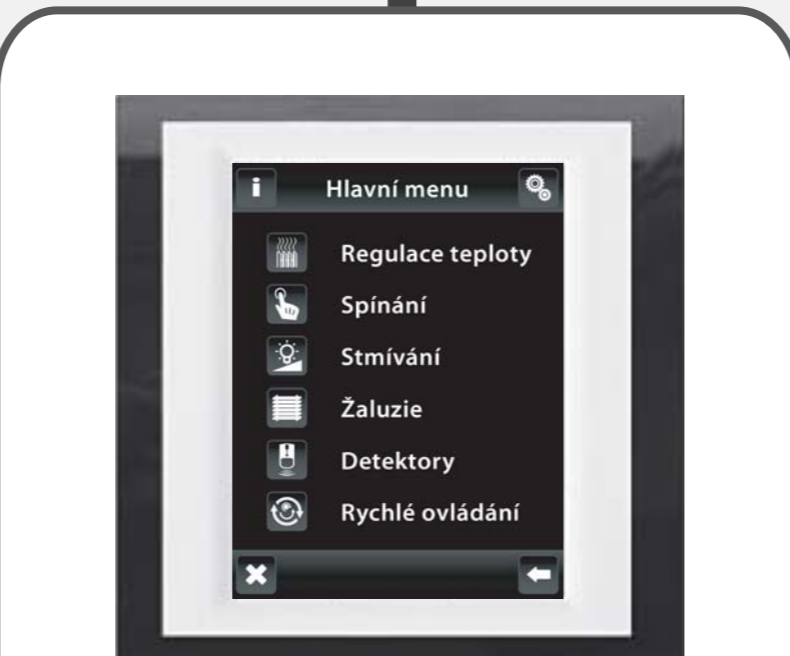 Hlavní menu
Regulace teploty
Spínání
Stmívání
Žaluzie
Detektory
Rychlé ovládání